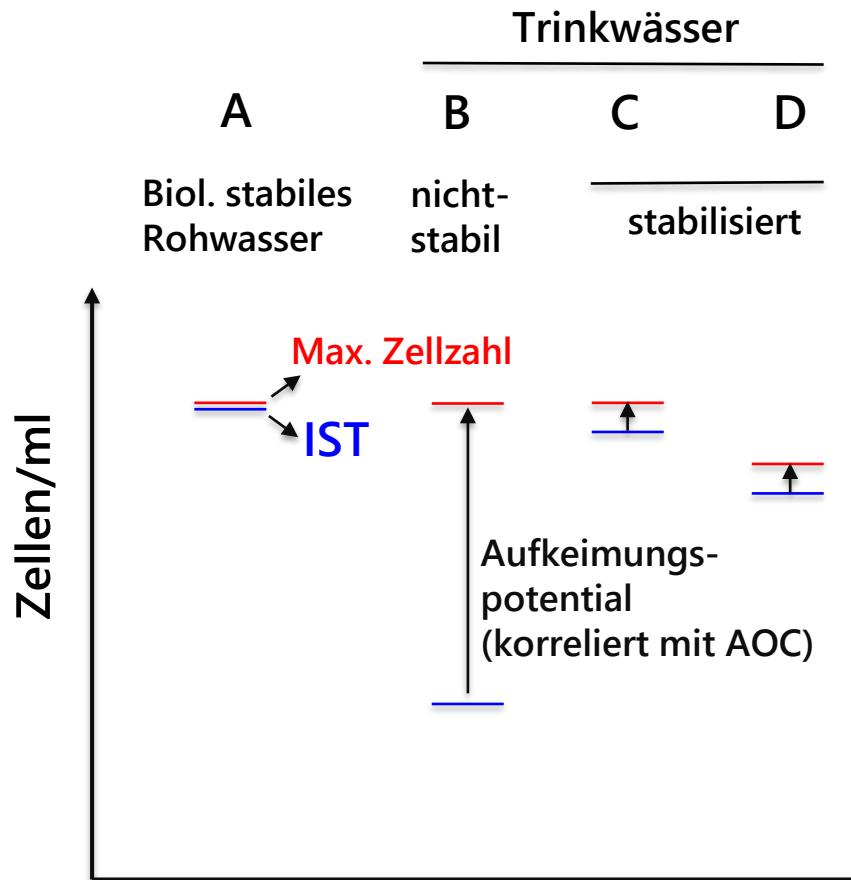 Trinkwässer
A
B
C
D
Biol. stabiles
Rohwasser
nicht-
stabil
stabilisiert
Max. Zellzahl
IST
Zellen/ml
Aufkeimungs-
potential
(korreliert mit AOC)